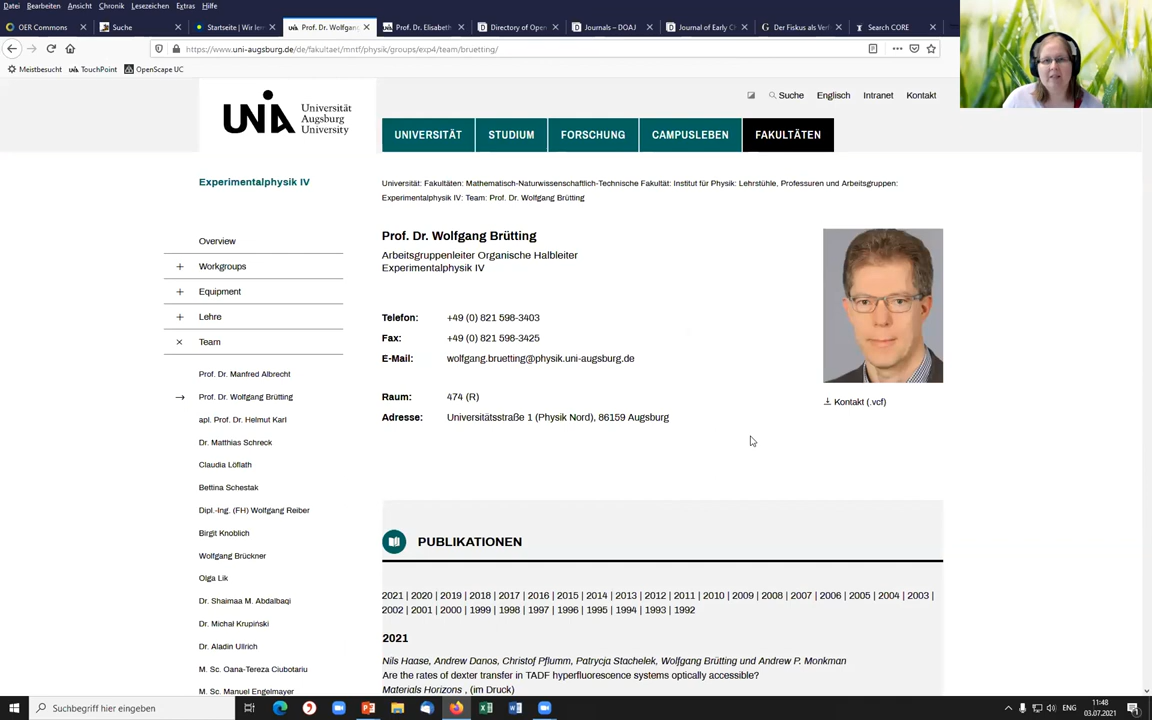 Datei Bearbeiten Ansicht Chronik Lesezeichen Extras Hilfe
OER Commons Suche Startseite | Wir ler Prof. Dr. Wolfgang Prof. Dr. Elisabeth Directory of Open Journals – DOAJ Journal of Early Ch Der Fiskus als Verf Search CORE
https://www.uni-augsburg.de/de/fakultaet/mntf/physik/groups/exp4/team/bruetting/
Meistbesucht TouchPoint OpenScape UC
UNIA Universität
Augsburg
University
Suche Englisch Intranet Kontakt
UNIVERSITÄT STUDIUM FORSCHUNG CAMPUSLEBEN FAKULTÄTEN
Experimentalphysik IV
Universität: Fakultäten: Mathematisch-Naturwissenschaftlich-Technische Fakultät: Institut für Physik: Lehrstühle, Professuren und Arbeitsgruppen:
Experimentalphysik IV: Team: Prof. Dr. Wolfgang Brütting
Overview
Workgroups
Equipment
Lehre
Team
Prof. Dr. Manfred Albrecht
Prof. Dr. Wolfgang Brütting
apl. Prof. Dr. Helmut Karl
Dr. Matthias Schreck
Claudia Löflath
Bettina Schestak
Dipl.-Ing. (FH) Wolfgang Reiber
Birgit Knoblich
Wolfgang Brückner
Olga Lik
Dr. Shaimaa M. Abdalbaqi
Dr. Michał Krupiński
Dr. Aladin Ullrich
M. Sc. Oana-Tereza Ciubotariu
M. Sc. Manuel Engelmayer
Prof. Dr. Wolfgang Brütting
Arbeitsgruppenleiter Organische Halbleiter
Experimentalphysik IV
Telefon: +49 (0) 821 598-3403
Fax: +49 (0) 821 598-3425
E-Mail: wolfgang.bruetting@physik.uni-augsburg.de
Raum: 474 (R)
Adresse: Universitätsstraße 1 (Physik Nord), 86159 Augsburg
Kontakt (.vcf)
PUBLIKATIONEN
2021 | 2020 | 2019 | 2018 | 2017 | 2016 | 2015 | 2014 | 2013 | 2012 | 2011 | 2010 | 2009 | 2008 | 2007 | 2006 | 2005 | 2004 | 2003 |
2002 | 2001 | 2000 | 1999 | 1998 | 1997 | 1996 | 1995 | 1994 | 1993 | 1992
2021
Nils Haase, Andrew Danos, Christof Pflumm, Patrycja Stachelek, Wolfgang Brütting und Andrew P. Monkman
Are the rates of dexter transfer in TADF hyperfluorescence systems optically accessible?
Materials Horizons , (im Druck)
Suchbegriff hier eingeben
ENG
11:48
03.07.2021